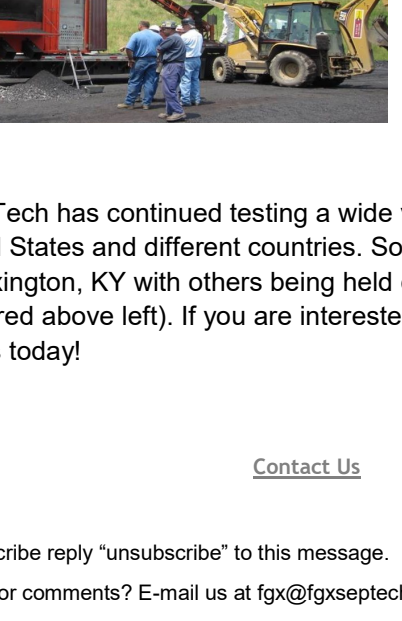 Tech has continued testing a wide
States and different countries. So
ington, KY with others being held
red above left). If you are intereste
today!
Contact Us
cribe reply “unsubscribe” to this message.
or comments? E-mail us at fgx@fgxseptech